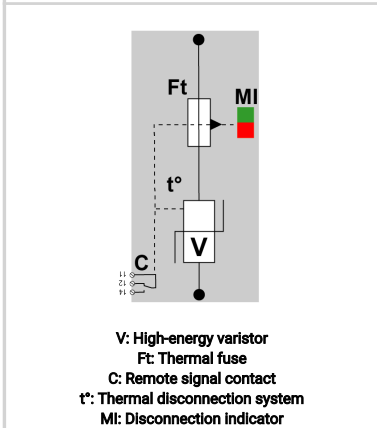 Ft
MI
t°
V
C
11
12
14
V: High-energy varistor
Ft: Thermal fuse
C: Remote signal contact
t°: Thermal disconnection system
MI: Disconnection indicator